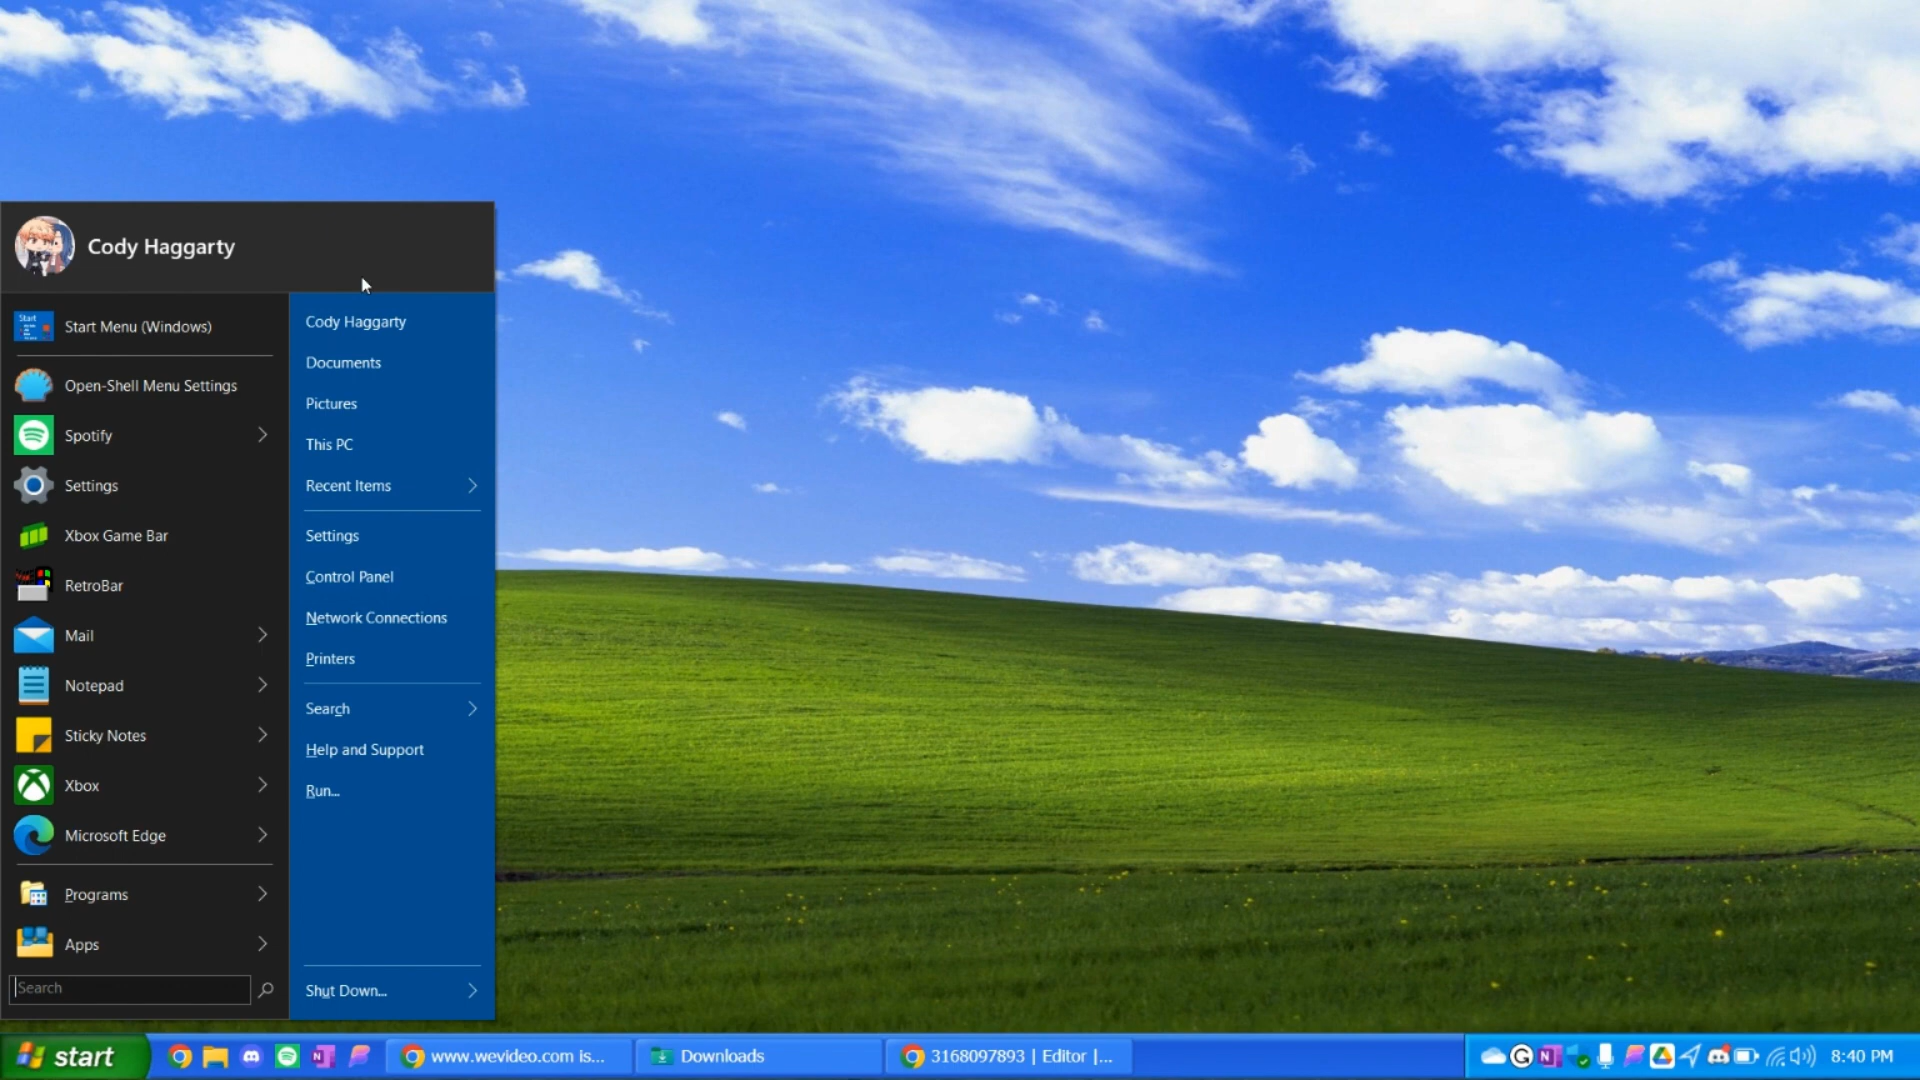 Cody Haggarty
Start Menu (Windows)
Open-Shell Menu Settings
Spotify
Settings
Xbox Game Bar
RetroBar
Mail
Notepad
Sticky Notes
Xbox
Microsoft Edge
Programs
Apps
Search
Cody Haggarty
Documents
Pictures
This PC
Recent Items
Settings
Control Panel
Network Connections
Printers
Search
Help and Support
Run...
Shut Down...
start
www.wevideo.com is...
Downloads
3168097893 | Editor |...
8:40 PM